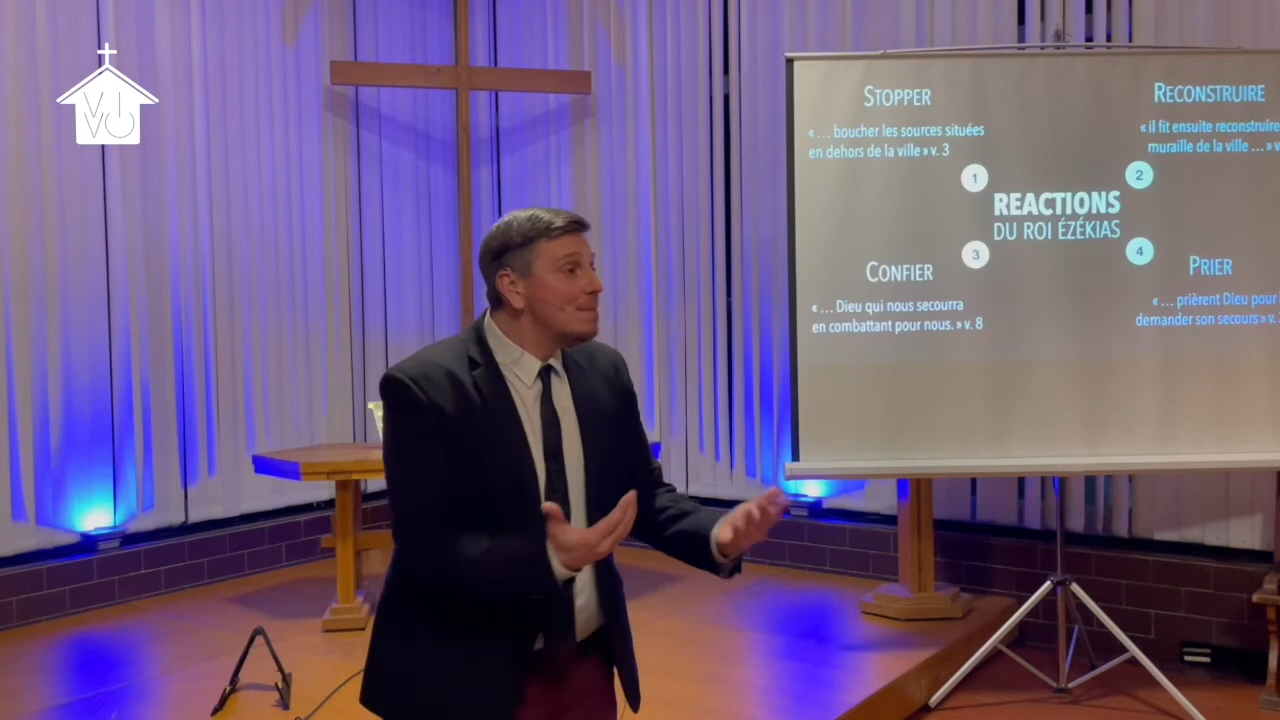 VI
VO
STOPPER
« … boucher les sources situées
en dehors de la ville » v. 3
RECONSTRUIRE
« il fit ensuite reconstruire
muraille de la ville … » v
1
2
REACTIONS
DU ROI ÉZÉKIAS
3
4
CONFIER
« … Dieu qui nous secourra
en combattant pour nous. » v. 8
PRIER
« … prièrent Dieu pour
demander son secours » v.